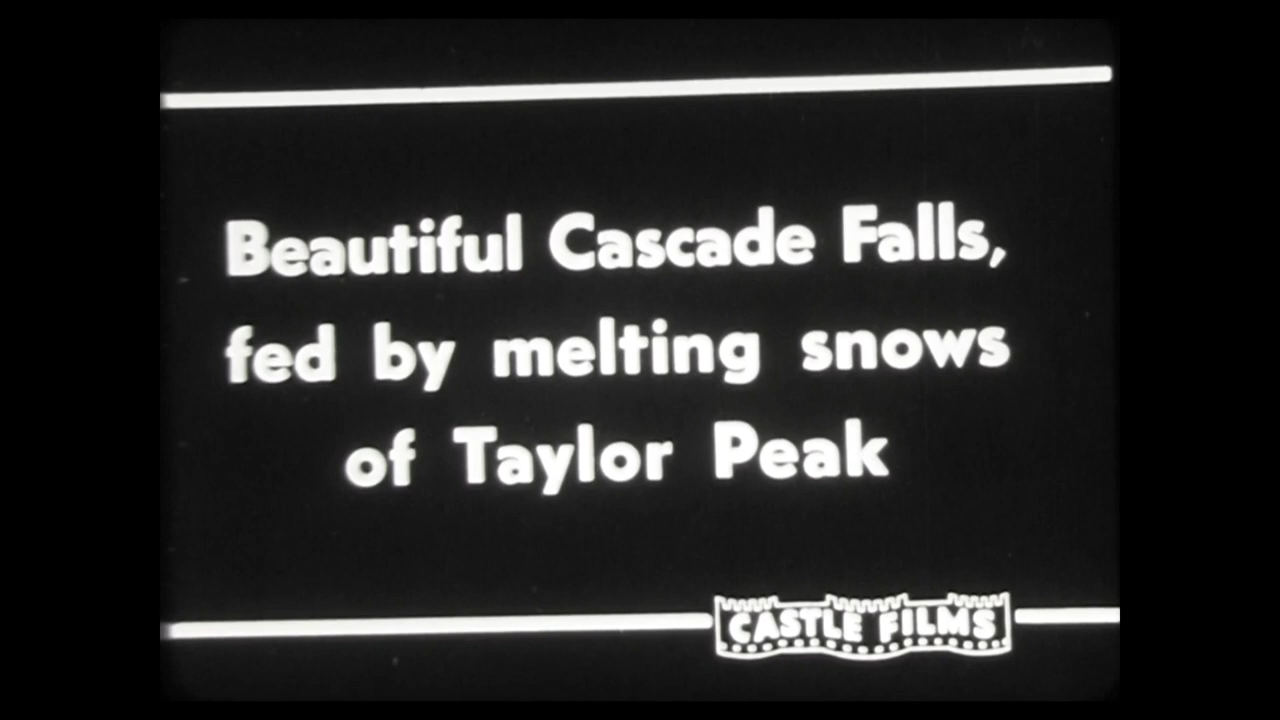 Beautiful Cascade Falls,
fed by melting snows
of Taylor Peak
CASTLE FILMS